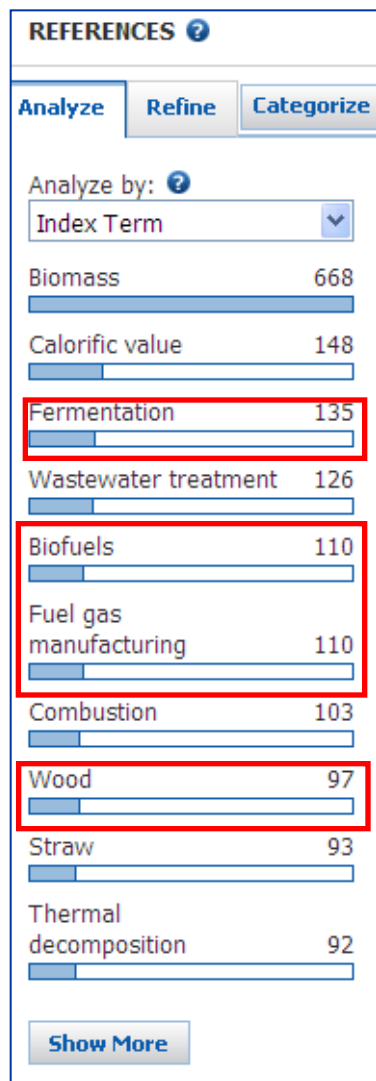 REFERENCES ?
Analyze Refine Categorize
Analyze by: ?
Index Term
Biomass 668
Calorific value 148
Fermentation 135
Wastewater treatment 126
Biofuels 110
Fuel gas
manufacturing 110
Combustion 103
Wood 97
Straw 93
Thermal
decomposition 92
Show More